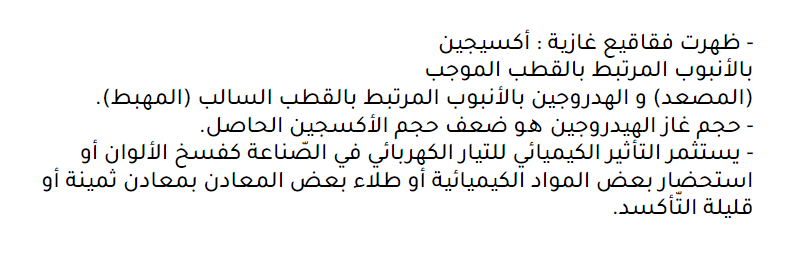 - ظهرت فقاقيع غازية : أكسيجين
بالأنبوب المرتبط بالقطب الموجب
(المصعد) و الهدروجين بالأنبوب المرتبط بالقطب السالب (المهبط).
- حجم غاز الهيدروجين هو ضعف حجم الأكسجين الحاصل.
- يستثمر التأثير الكيميائي للتيار الكهربائي في الصّناعة كفسخ الألوان أو
استحضار بعض المواد الكيميائية أو طلاء بعض المعادن بمعادن ثمينة أو
قليلة التّأكسد.